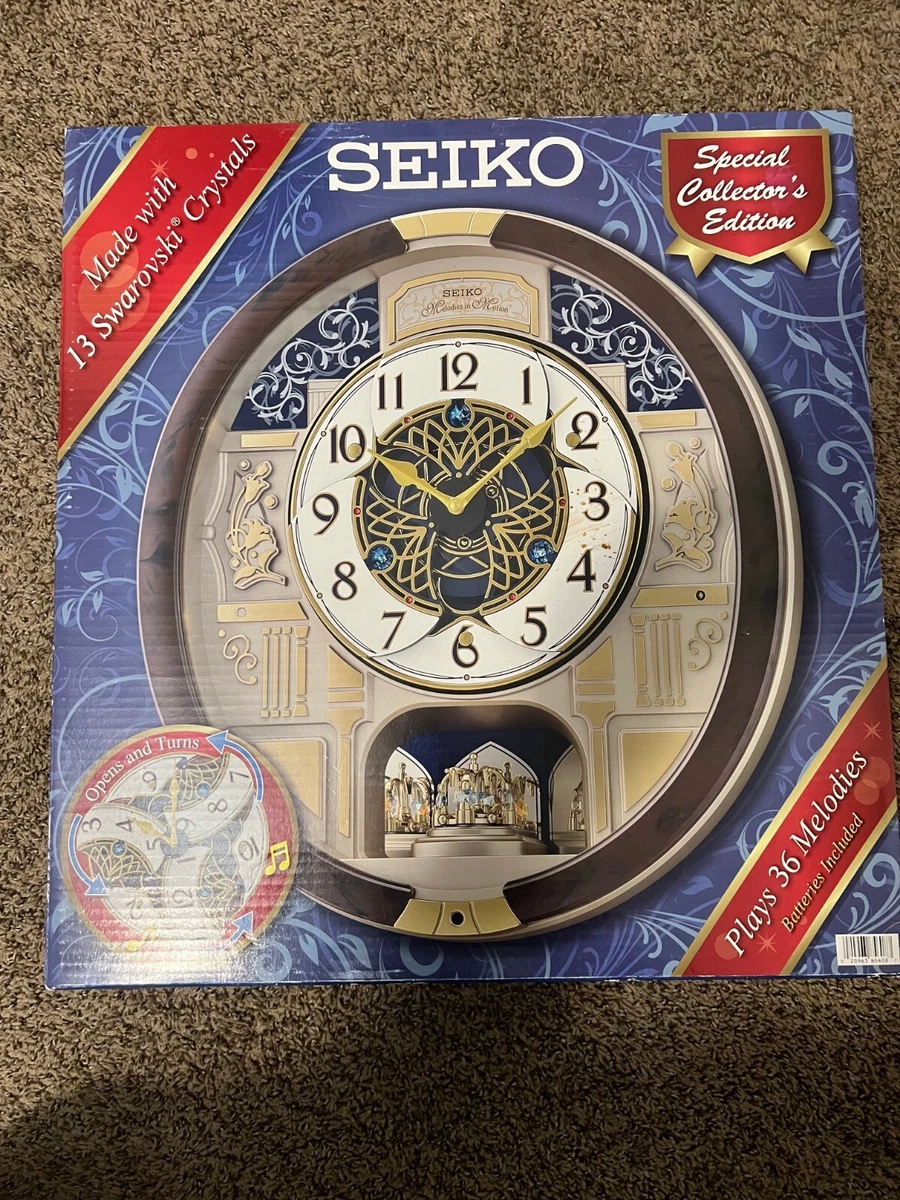 Made with
13 Swarovski® Crystals
SEIKO
Special
Collector's
Edition
SEIKO
Melodies in Motion
12
1
2
3
4
5
6
7
8
9
10
11
Opens and Turns
Plays 36 Melodies
Batteries Included